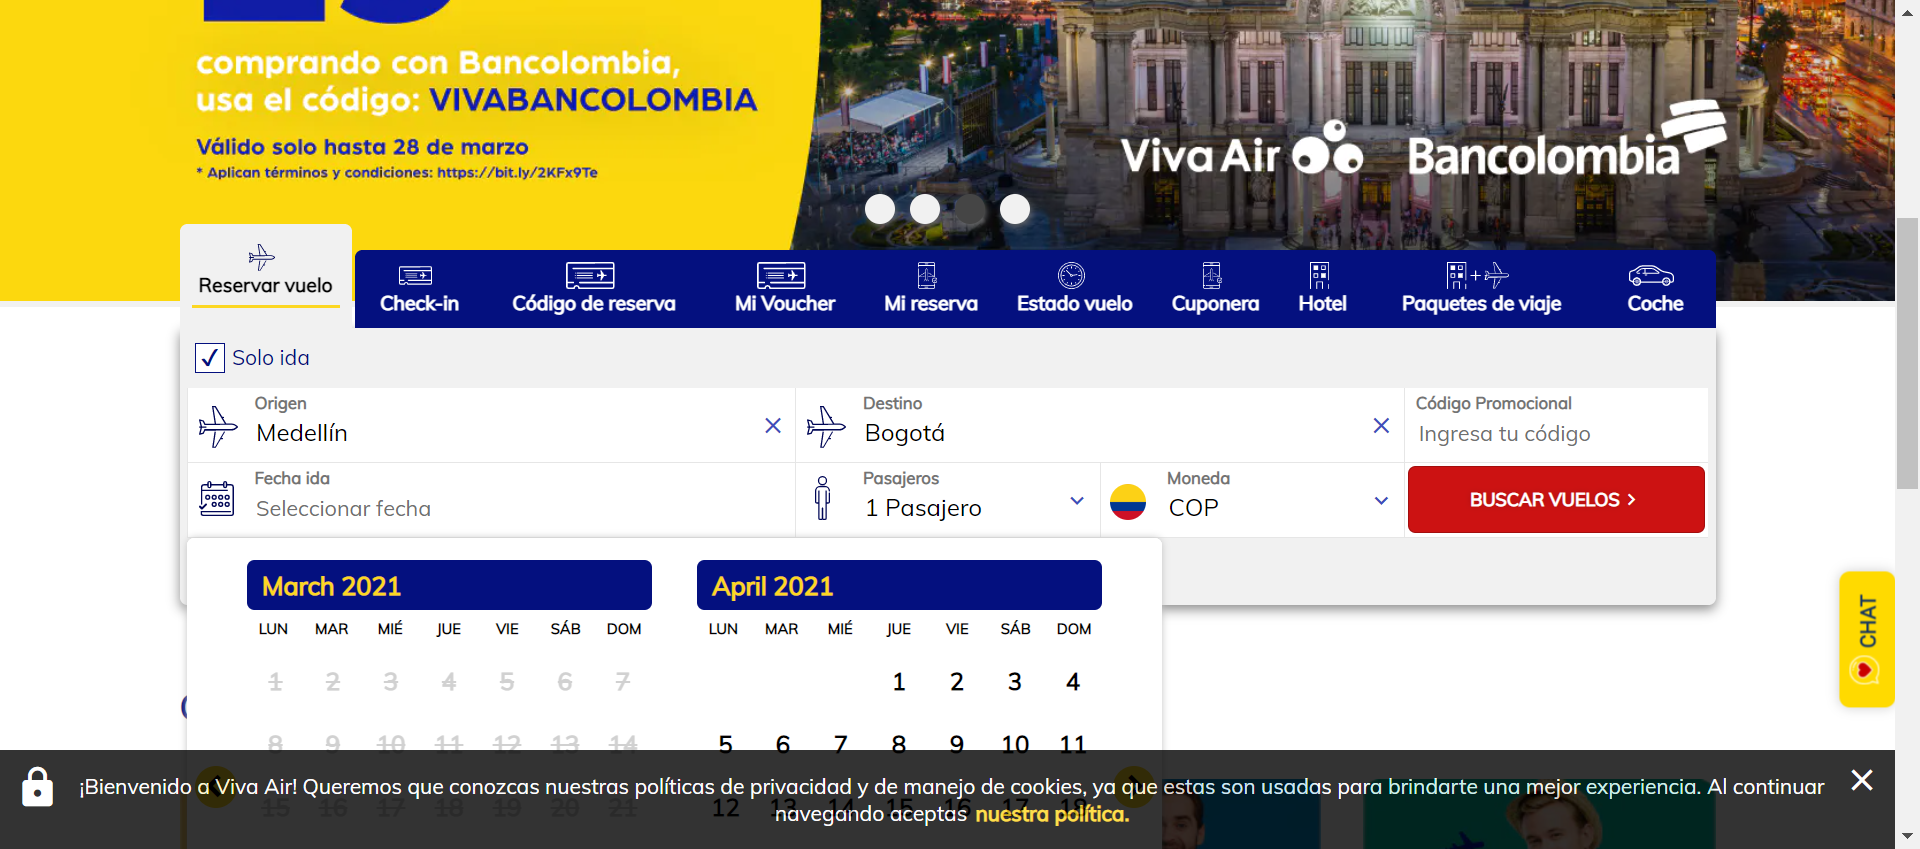 comprando con Bancolombia,
usa el código: VIVABANCOLOMBIA
Válido solo hasta 28 de marzo
* Aplican términos y condiciones: https://bit.ly/2KFx9Te
Viva Air
Bancolombia
Reservar vuelo
Check-in
Código de reserva
Mi Voucher
Mi reserva
Estado vuelo
Cuponera
Hotel
Paquetes de viaje
Coche
Solo ida
Origen
Medellín
Destino
Bogotá
Código Promocional
Ingresa tu código
Fecha ida
Seleccionar fecha
Pasajeros
1 Pasajero
Moneda
COP
BUSCAR VUELOS
March 2021
LUN MAR MIÉ JUE VIE SÁB DOM
1 2 3 4 5 6 7
8 9 10 11 12 13 14
15 16 17 18 19 20 21
April 2021
LUN MAR MIÉ JUE VIE SÁB DOM
1 2 3 4
5 6 7 8 9 10 11
12 13 14 15 16 17 18
CHAT
¡Bienvenido a Viva Air! Queremos que conozcas nuestras políticas de privacidad y de manejo de cookies, ya que estas son usadas para brindarte una mejor experiencia. Al continuar
navegando aceptas nuestra política.